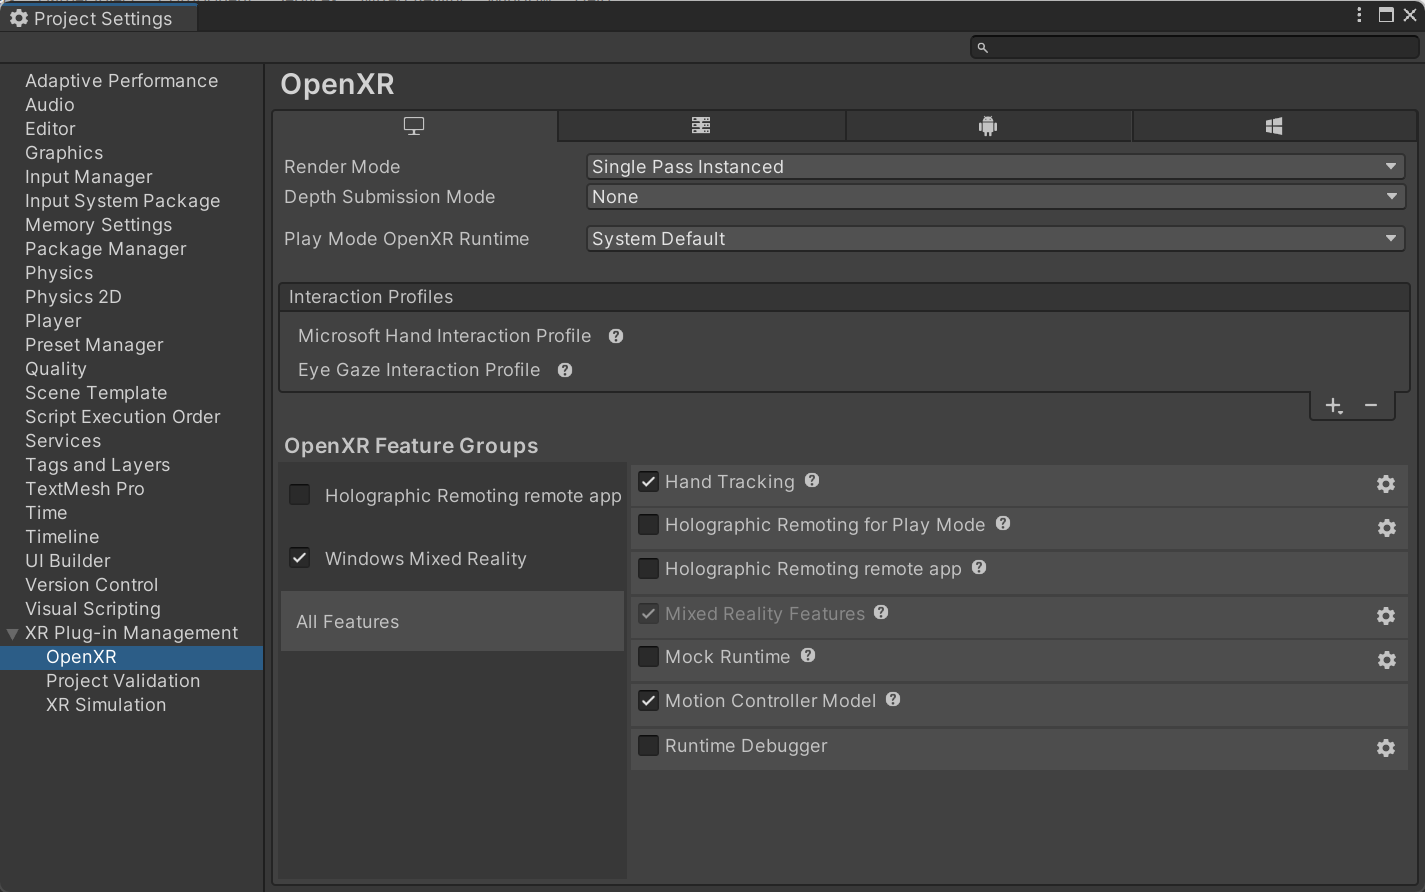 Project Settings
Adaptive Performance
Audio
Editor
Graphics
Input Manager
Input System Package
Memory Settings
Package Manager
Physics
Physics 2D
Player
Preset Manager
Quality
Scene Template
Script Execution Order
Services
Tags and Layers
TextMesh Pro
Time
Timeline
UI Builder
Version Control
Visual Scripting
XR Plug-in Management
OpenXR
Project Validation
XR Simulation
OpenXR
Render Mode
Single Pass Instanced
Depth Submission Mode
None
Play Mode OpenXR Runtime
System Default
Interaction Profiles
Microsoft Hand Interaction Profile
Eye Gaze Interaction Profile
OpenXR Feature Groups
Holographic Remoting remote app
Windows Mixed Reality
All Features
Hand Tracking
Holographic Remoting for Play Mode
Holographic Remoting remote app
Mixed Reality Features
Mock Runtime
Motion Controller Model
Runtime Debugger